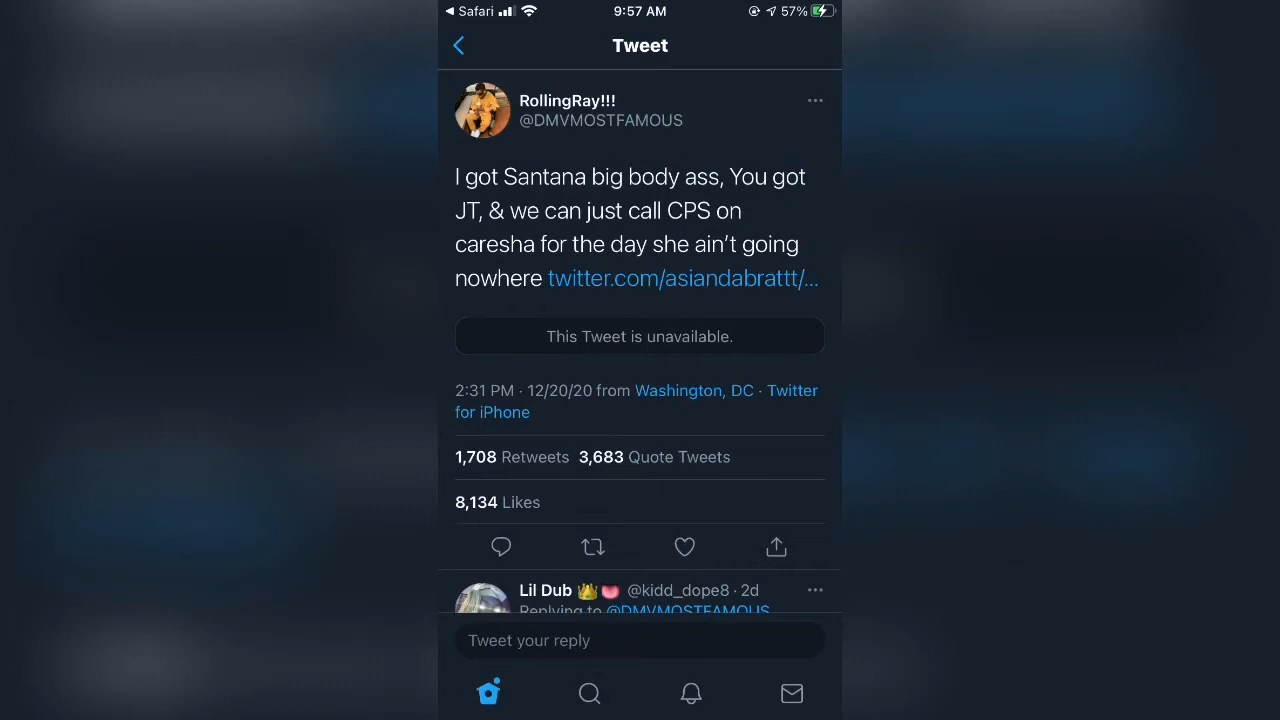 Safari 9:57 AM 57%
Tweet
RollingRay!!!
@DMVMOSTFAMOUS
I got Santana big body ass, You got
JT, & we can just call CPS on
caresha for the day she ain’t going
nowhere twitter.com/asiandabrattt/...
This Tweet is unavailable.
2:31 PM · 12/20/20 from Washington, DC · Twitter
for iPhone
1,708 Retweets 3,683 Quote Tweets
8,134 Likes
Lil Dub 👑👅 @kidd_dope8 · 2d
Replying to @DMVMOSTFAMOUS
Tweet your reply